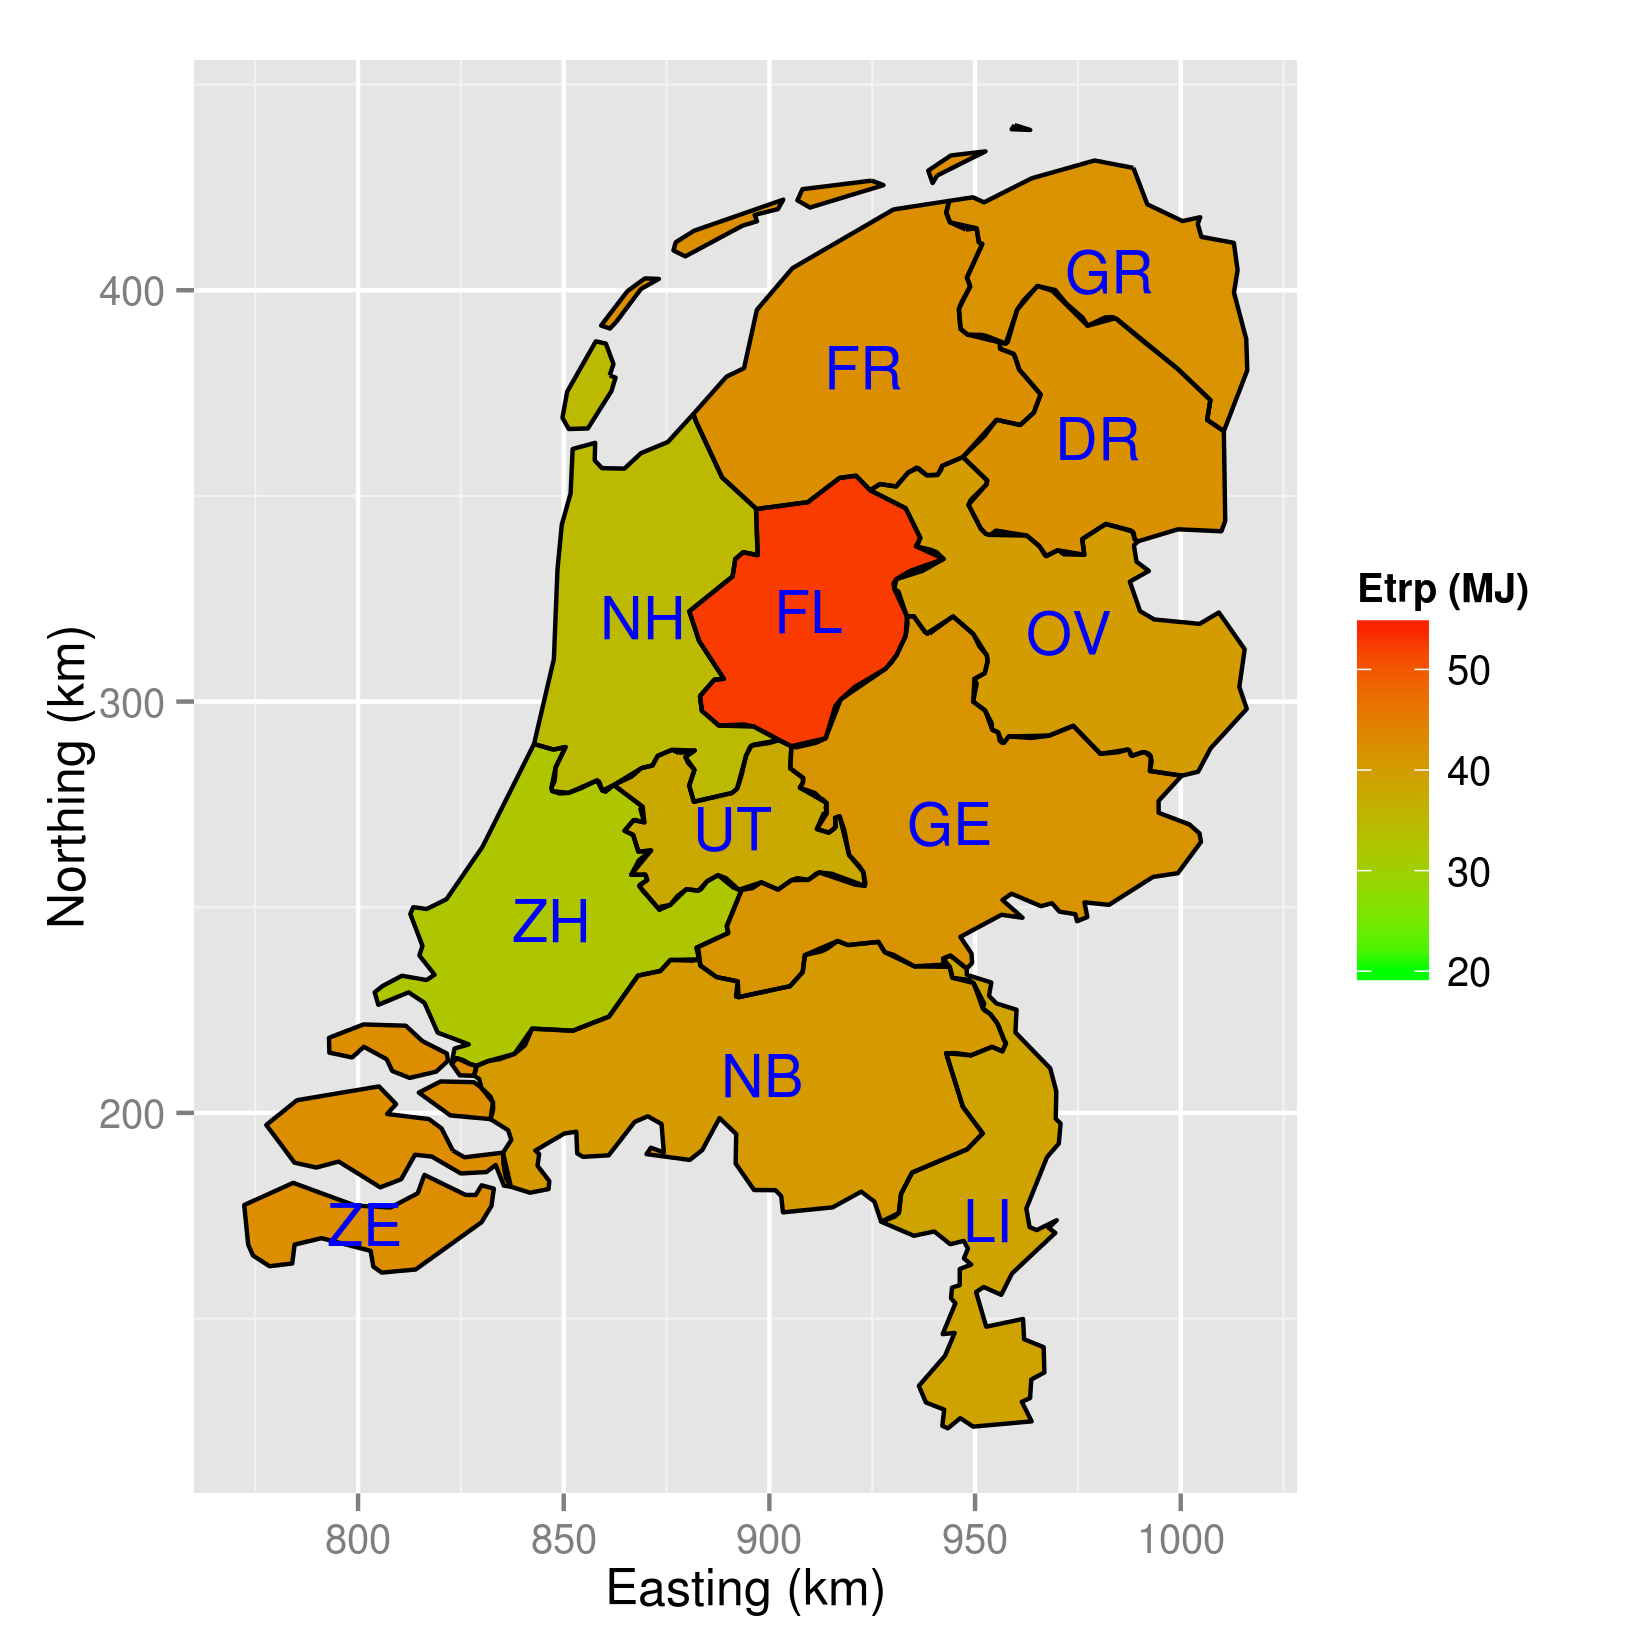 GR
400
FR
DR
Etrp (MJ)
NH
FL
OV
50
300
40
UT
GE
30
ZH
20
NB
200
LI
ZE
800
850
900
950
1000
Easting (km)
Northing (km)